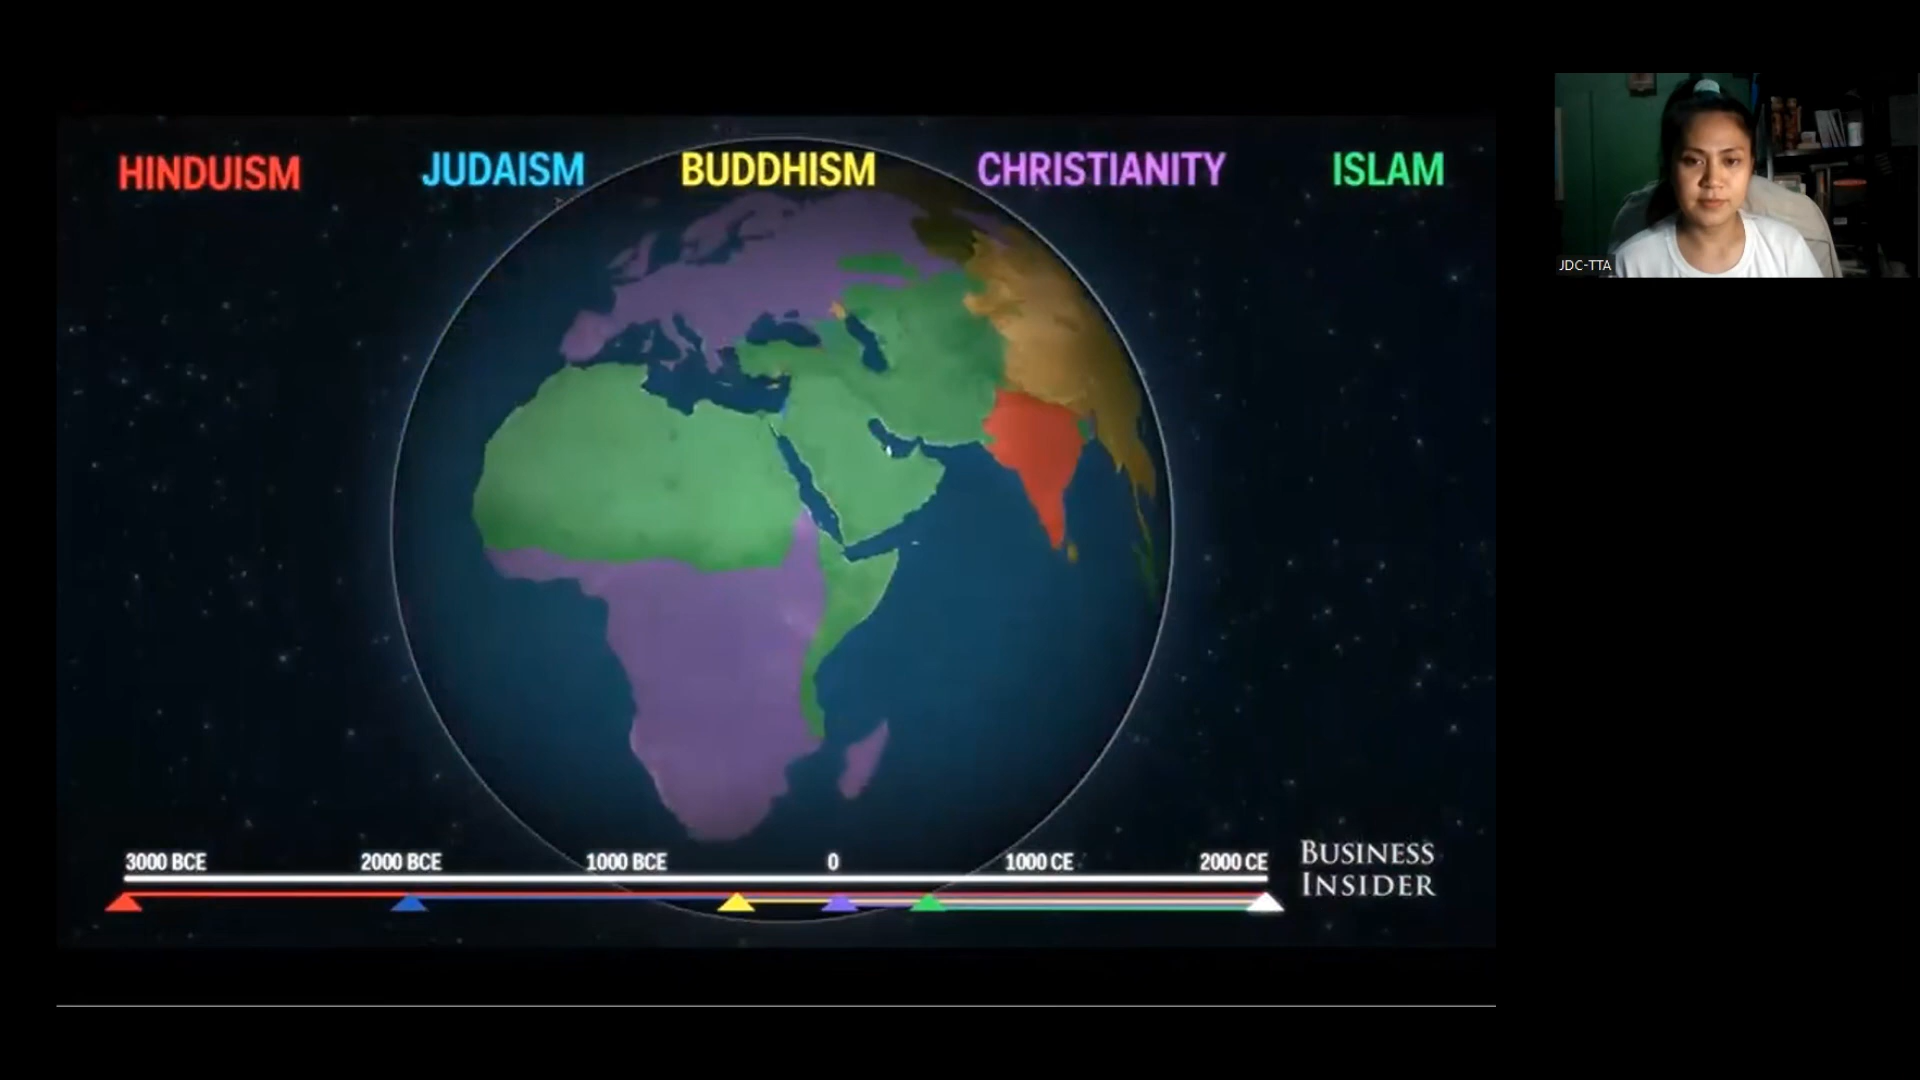 HINDUISM
JUDAISM
BUDDHISM
CHRISTIANITY
ISLAM
JDC-TTA
3000 BCE
2000 BCE
1000 BCE
0
1000 CE
2000 CE
BUSINESS
INSIDER